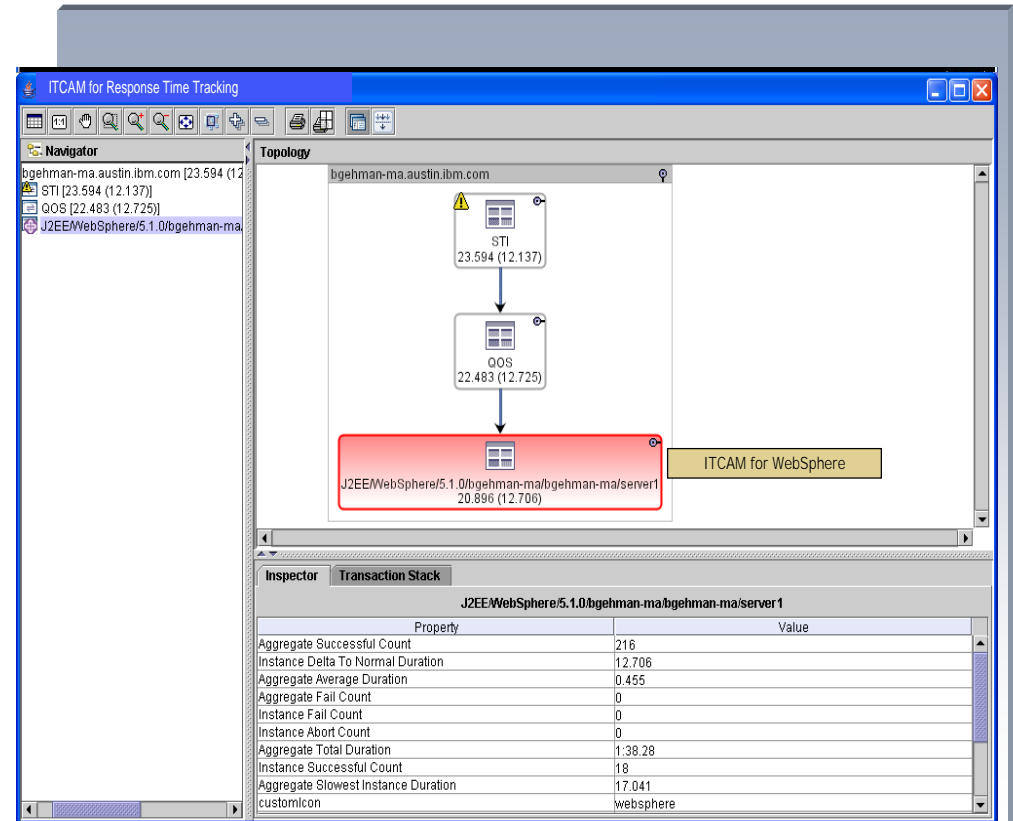 ITCAM for Response Time Tracking
1:1
Navigator
bgehman-ma.austin.ibm.com [23.594 (12
STI [23.594 (12.137)]
QOS [22.483 (12.725)]
J2EE/WebSphere/5.1.0/bgehman-ma/
Topology
bgehman-ma.austin.ibm.com
STI
23.594 (12.137)
QOS
22.483 (12.725)
J2EE/WebSphere/5.1.0/bgehman-ma/bgehman-ma/server1
20.896 (12.706)
ITCAM for WebSphere
Inspector Transaction Stack
J2EE/WebSphere/5.1.0/bgehman-ma/bgehman-ma/server1
Property Value
Aggregate Successful Count 216
Instance Delta To Normal Duration 12.706
Aggregate Average Duration 0.455
Aggregate Fail Count 0
Instance Fail Count 0
Instance Abort Count 0
Aggregate Total Duration 1:38.28
Instance Successful Count 18
Aggregate Slowest Instance Duration 17.041
customIcon websphere